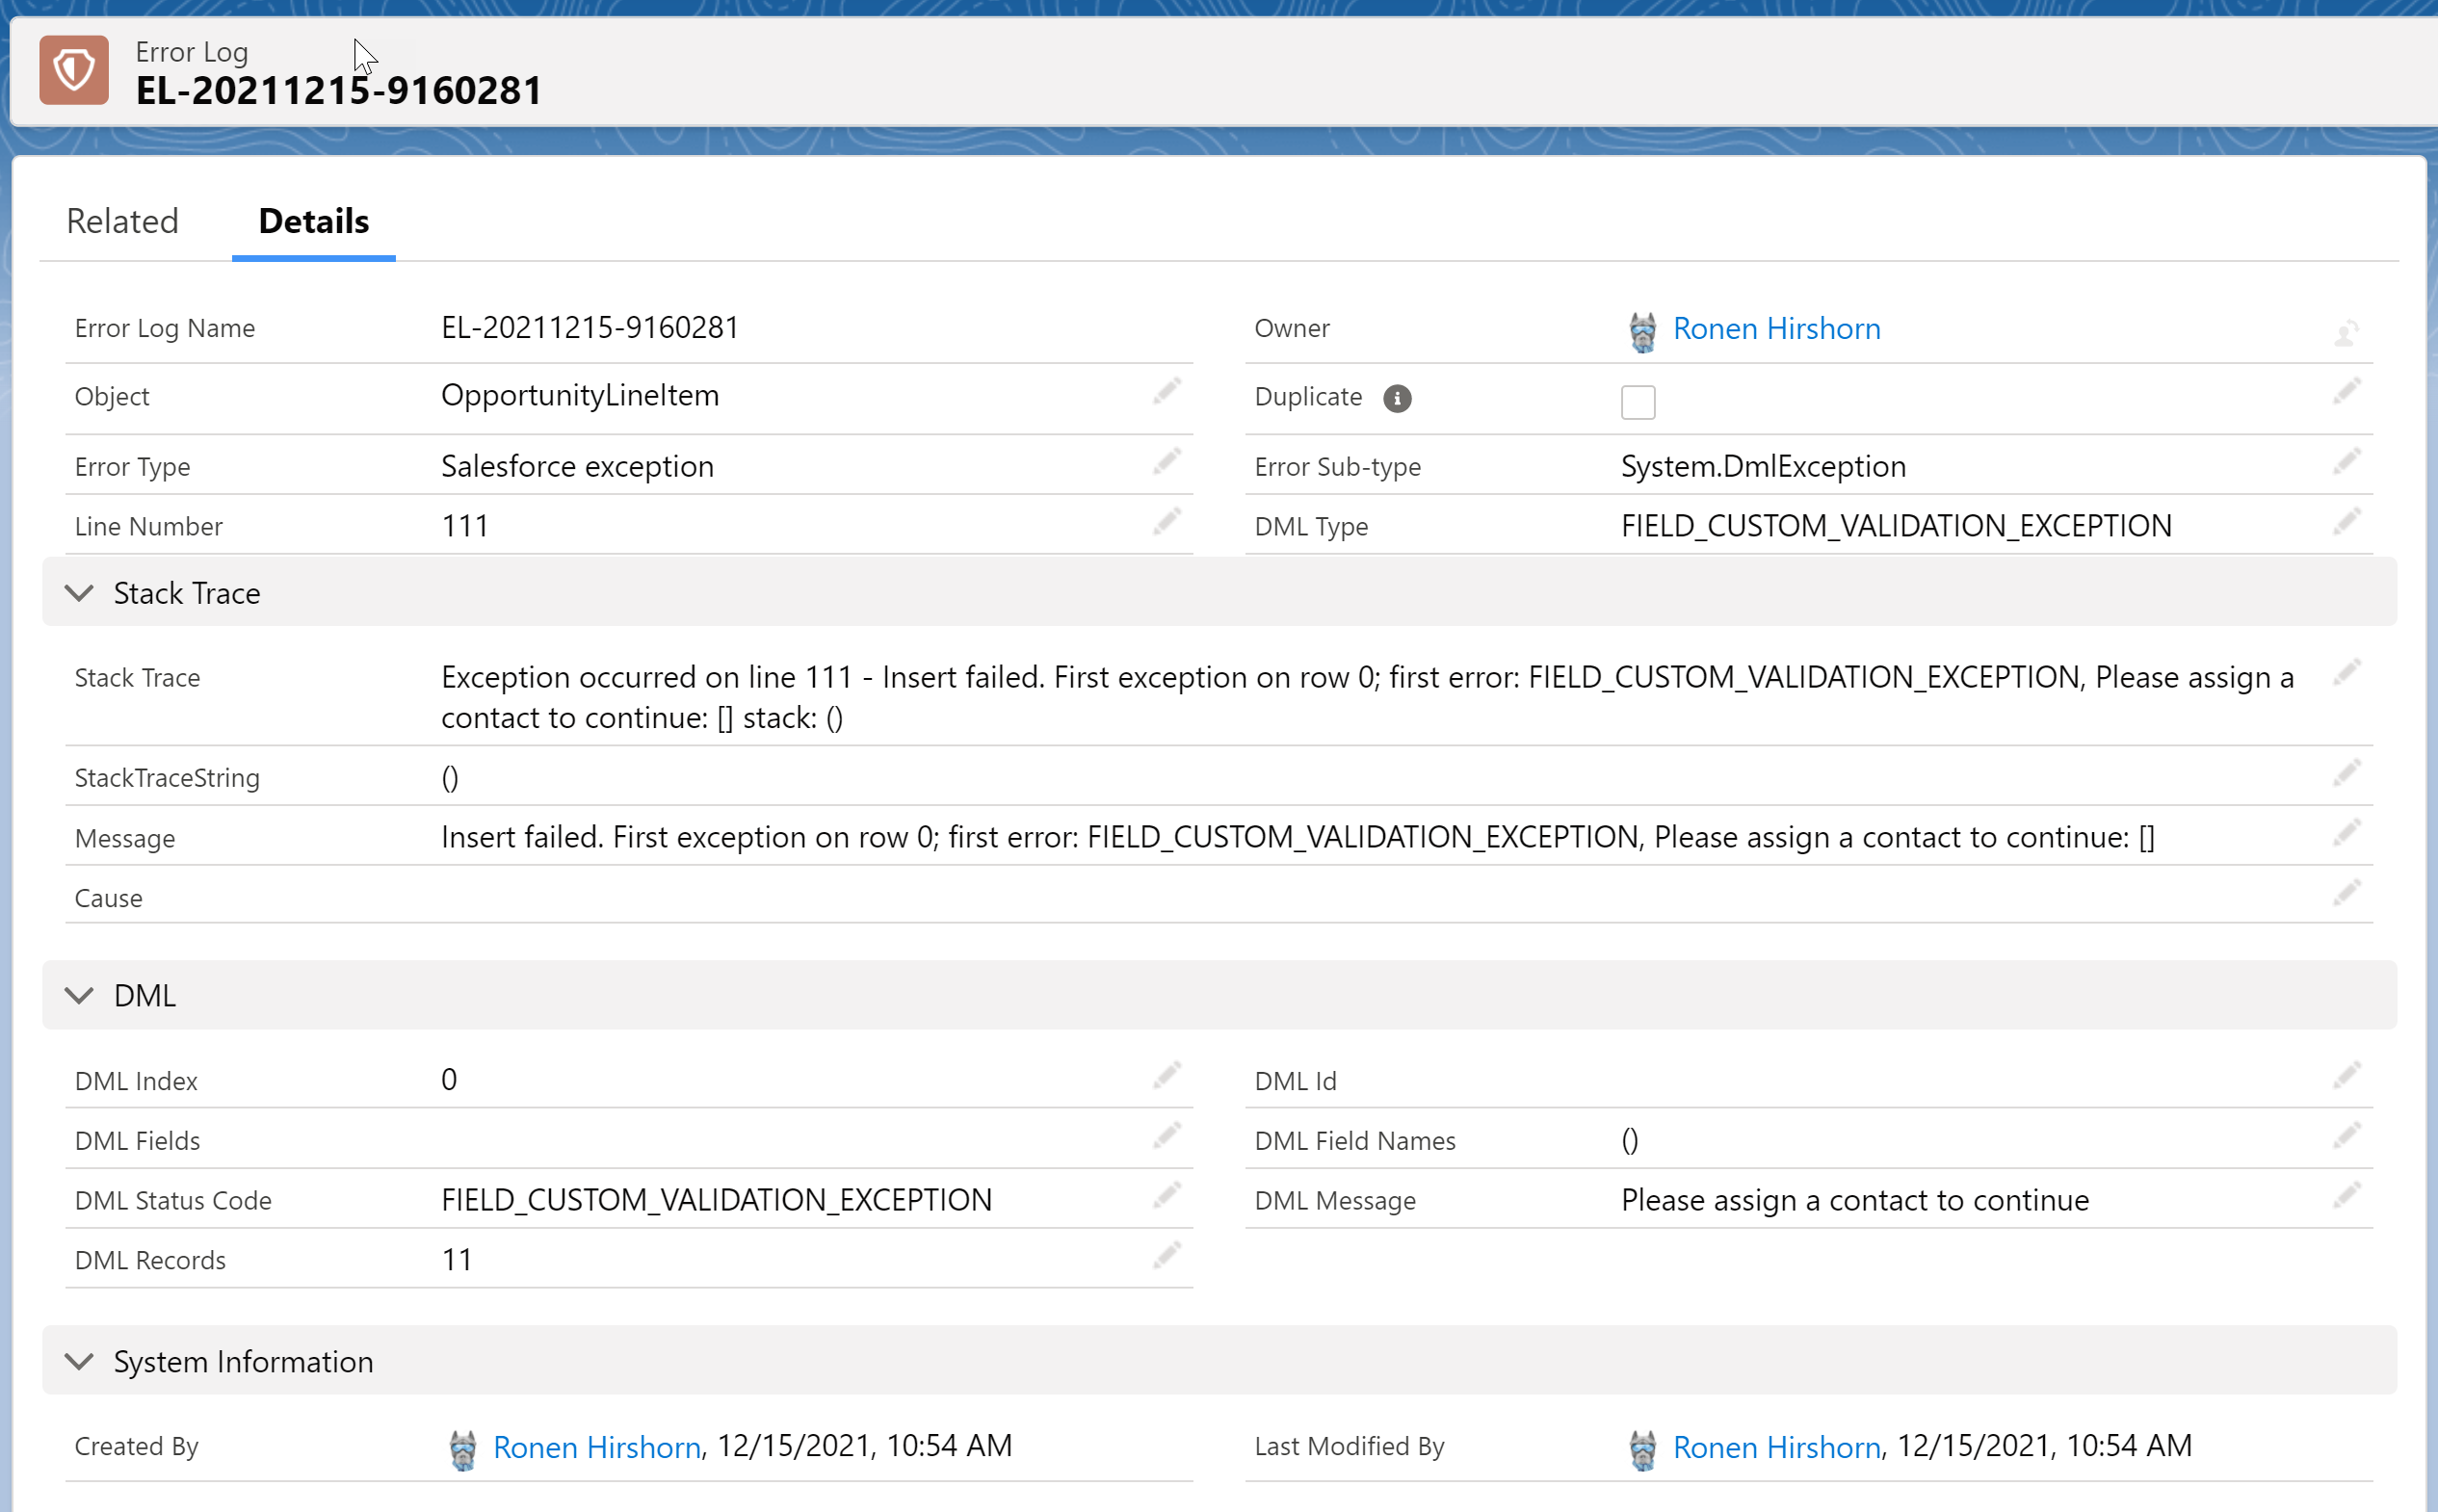 Error Log
EL-20211215-9160281
Related Details
Error Log Name EL-20211215-9160281 Owner Ronen Hirshorn
Object OpportunityLineItem Duplicate
Error Type Salesforce exception Error Sub-type System.DmlException
Line Number 111 DML Type FIELD_CUSTOM_VALIDATION_EXCEPTION
Stack Trace
Stack Trace Exception occurred on line 111 - Insert failed. First exception on row 0; first error: FIELD_CUSTOM_VALIDATION_EXCEPTION, Please assign a
contact to continue: [] stack: ()
StackTraceString ()
Message Insert failed. First exception on row 0; first error: FIELD_CUSTOM_VALIDATION_EXCEPTION, Please assign a contact to continue: []
Cause
DML
DML Index 0 DML Id
DML Fields DML Field Names ()
DML Status Code FIELD_CUSTOM_VALIDATION_EXCEPTION DML Message Please assign a contact to continue
DML Records 11
System Information
Created By Ronen Hirshorn, 12/15/2021, 10:54 AM Last Modified By Ronen Hirshorn, 12/15/2021, 10:54 AM